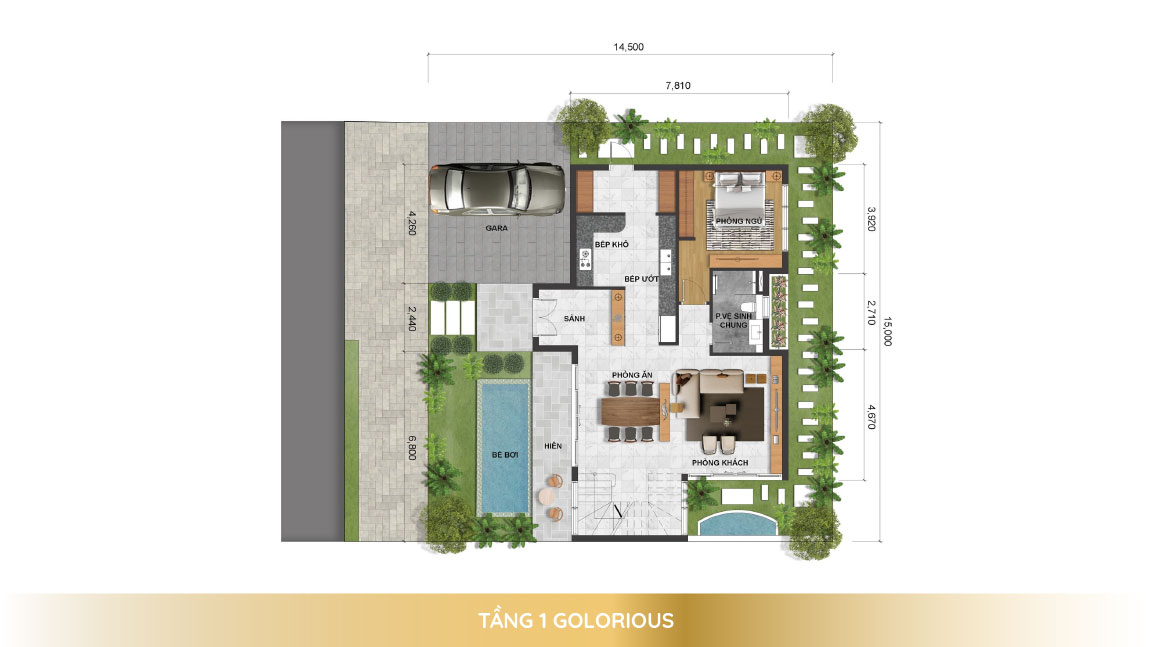 14,500
7,810
GARA
4,260
PHÒNG NGỦ
3,920
BẾP KHÔ
BẾP ƯỚT
2,440
SẢNH
P.VỆ SINH
CHUNG
2,710
15,000
PHÒNG ĂN
4,670
6,800
BỂ BƠI
HIÊN
PHÒNG KHÁCH
TẦNG 1 GOLORIOUS